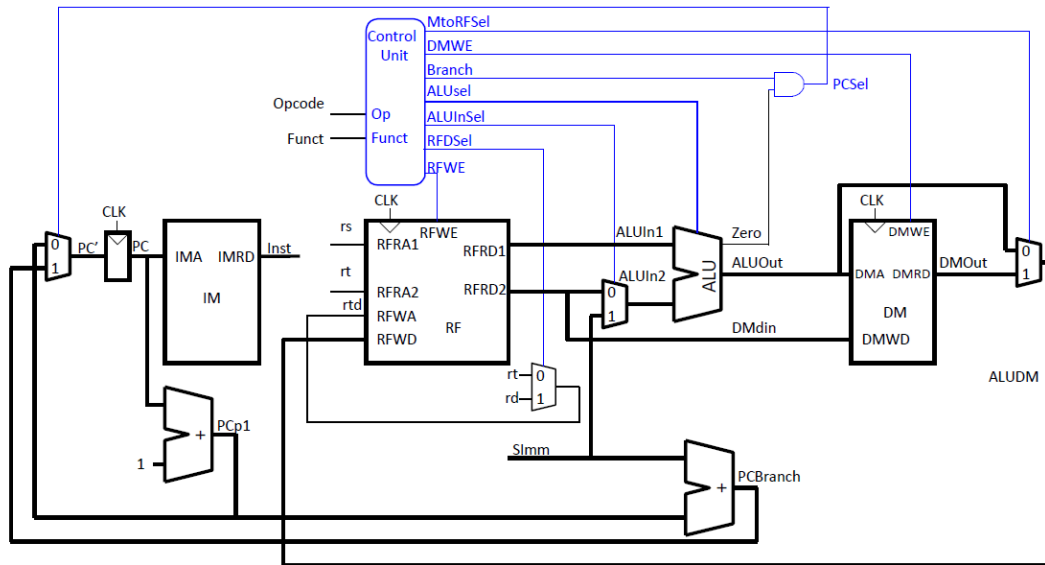 MtoRFSel
Control
Unit
DMWE
Branch
PCSel
ALUsel
Opcode
Op
ALUInSel
Funct
Funct
RFDSel
RFWE
CLK
CLK
CLK
rs
RFWE
ALUIn1
Zero
DMWE
0
PC'
PC
IMA
IMRD
Inst
RFRA1
RFRD1
0
1
ALU
ALUOut
DMA
DMRD
DMOut
1
rt
ALUIn2
IM
RFRA2
RFRD2
0
rtd
RFWA
1
DM
RF
RFWD
DMdin
DMWD
rt
0
ALUDM
rd
1
PCp1
+
SImm
1
PCBranch
+